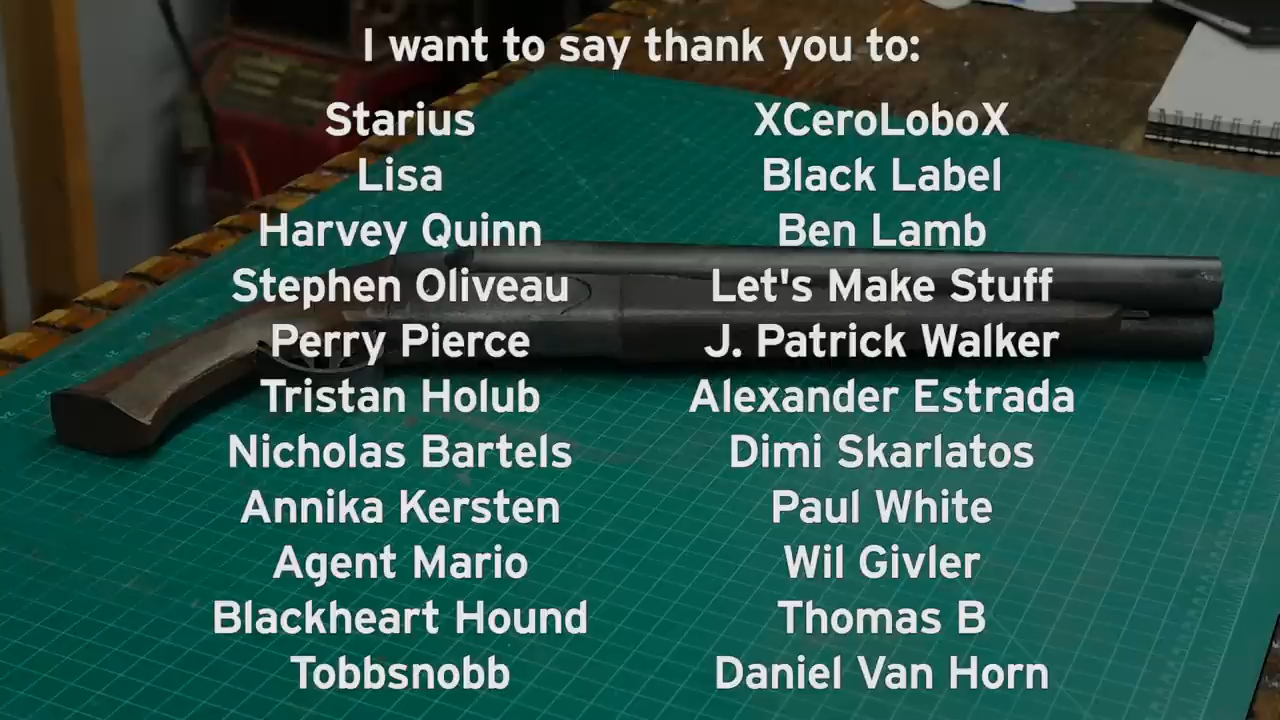 I want to say thank you to:
Starius
Lisa
Harvey Quinn
Stephen Oliveau
Perry Pierce
Tristan Holub
Nicholas Bartels
Annika Kersten
Agent Mario
Blackheart Hound
Tobbsnobb
XCeroLoboX
Black Label
Ben Lamb
Let's Make Stuff
J. Patrick Walker
Alexander Estrada
Dimi Skarlatos
Paul White
Wil Givler
Thomas B
Daniel Van Horn